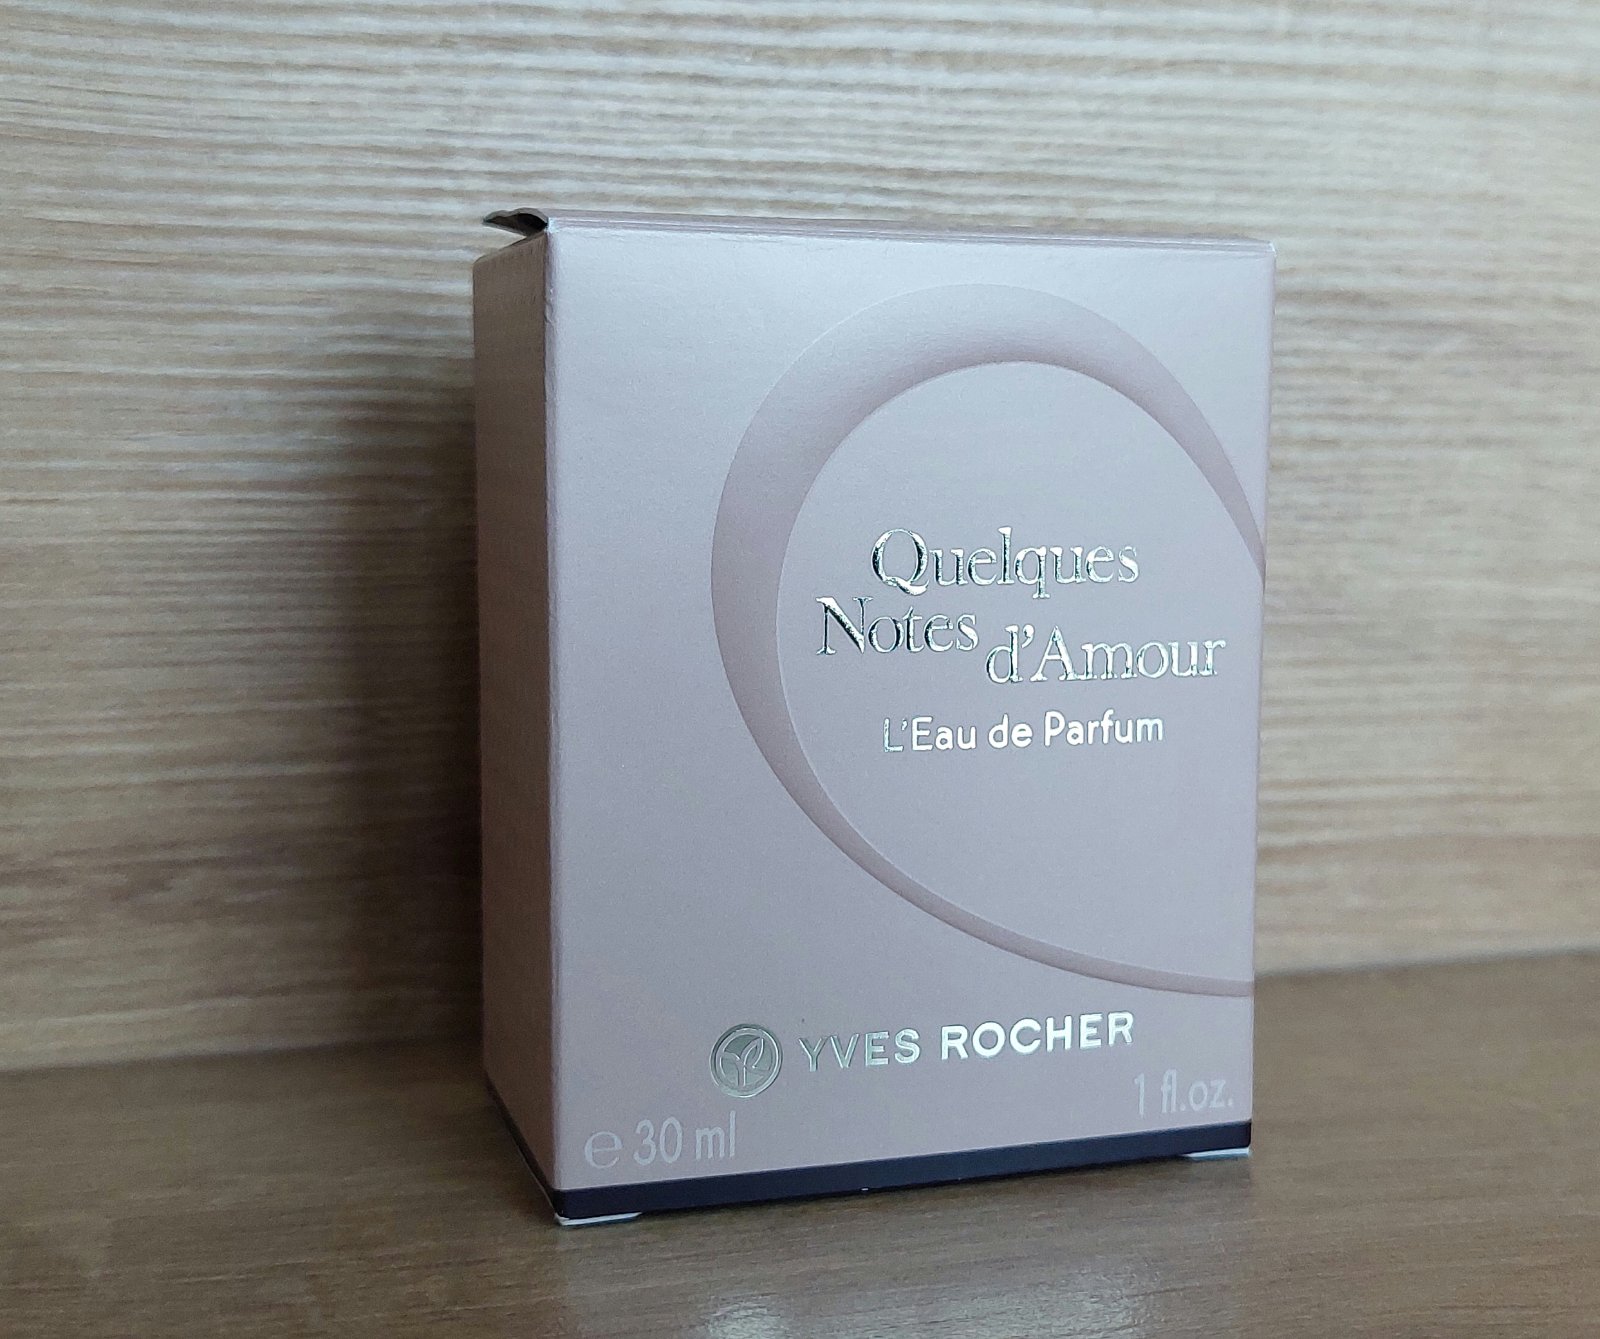 Quelques
Notes d'Amour
L'Eau de Parfum
YVES ROCHER
1 fl.oz.
℮ 30 ml